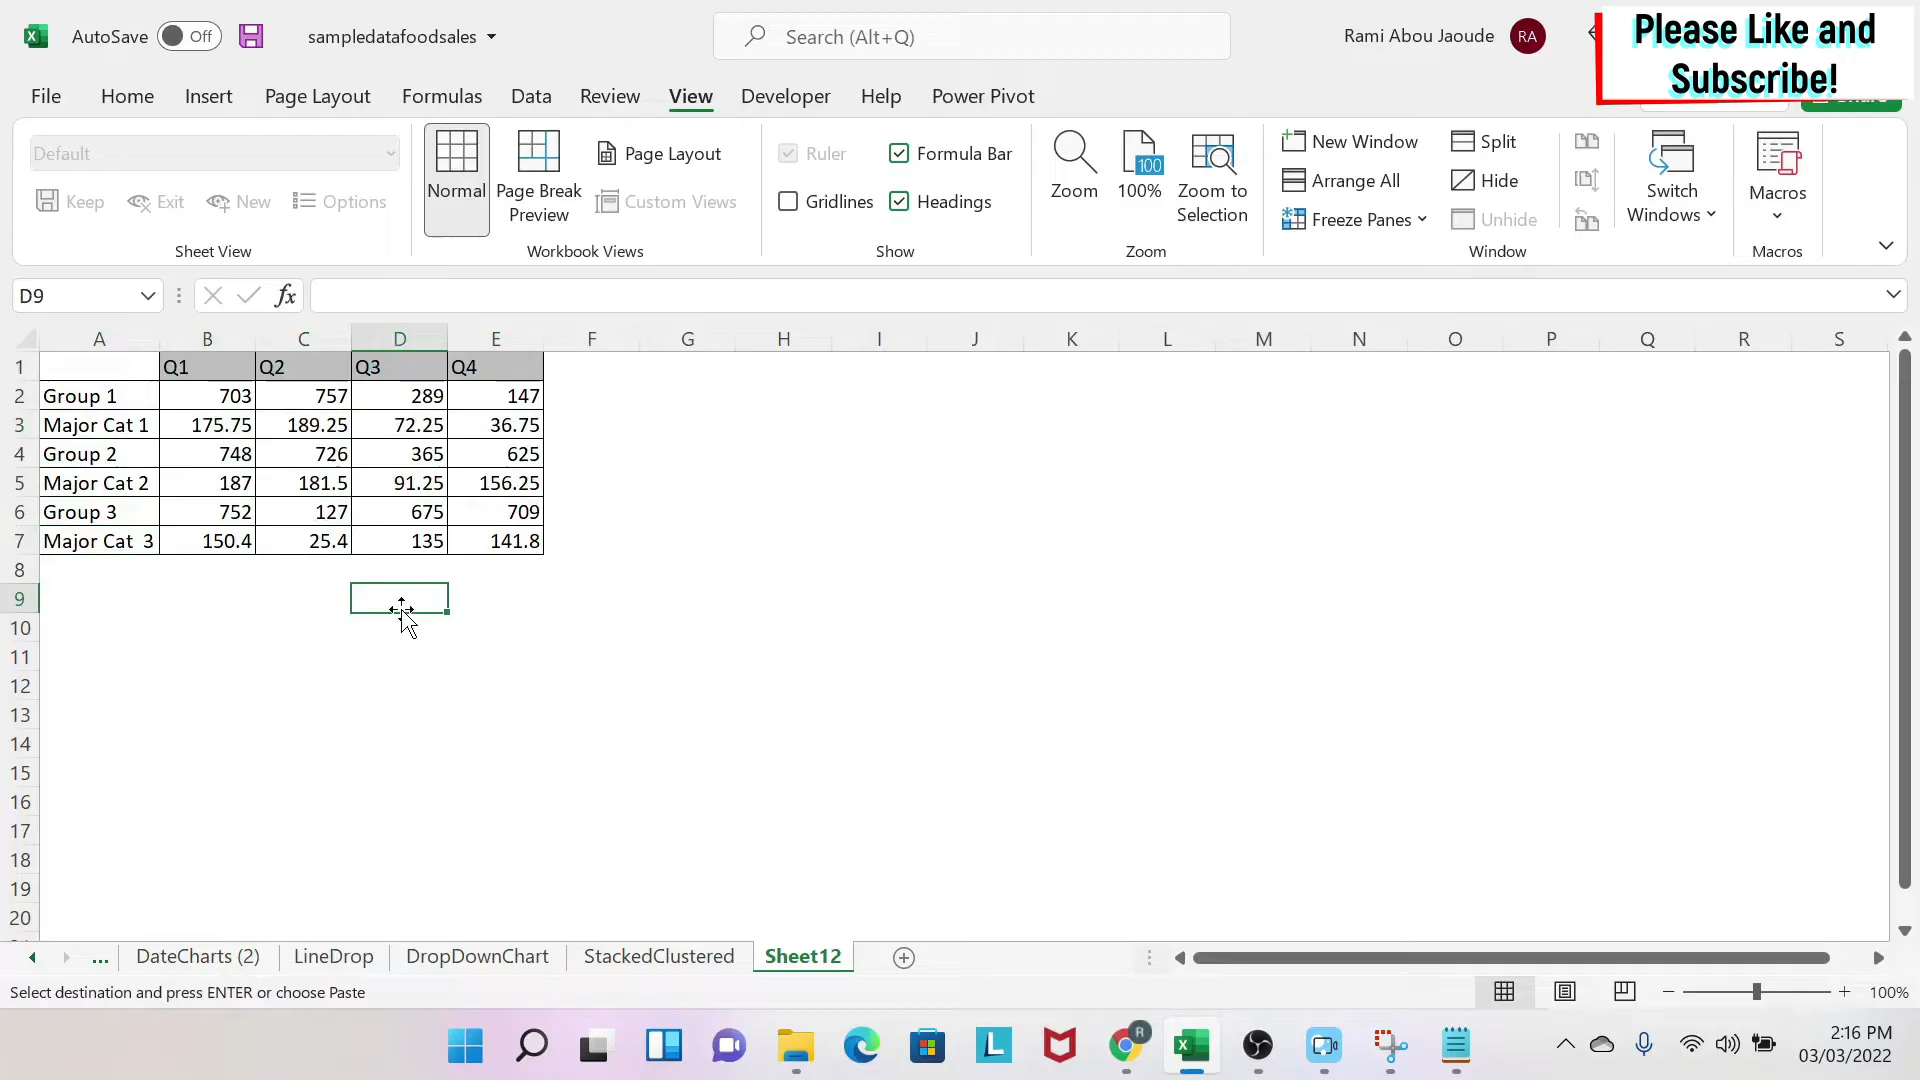 AutoSave Off sampledatafoodsales Search (Alt+Q) Rami Abou Jaoude RA
Please Like and
Subscribe!
File Home Insert Page Layout Formulas Data Review View Developer Help Power Pivot
Default
Keep Exit New Options
Sheet View
Normal
Page Break
Preview
Page Layout
Custom Views
Workbook Views
Ruler Formula Bar
Gridlines Headings
Show
Zoom
100
100%
Zoom to
Selection
Zoom
New Window
Arrange All
Freeze Panes
Split
Hide
Unhide
Switch
Windows
Window
Macros
Macros
D9 fx
A B C D E F G H I J K L M N O P Q R S
1 Q1 Q2 Q3 Q4
2 Group 1 703 757 289 147
3 Major Cat 1 175.75 189.25 72.25 36.75
4 Group 2 748 726 365 625
5 Major Cat 2 187 181.5 91.25 156.25
6 Group 3 752 127 675 709
7 Major Cat 3 150.4 25.4 135 141.8
8
9
10
11
12
13
14
15
16
17
18
19
20
... DateCharts (2) LineDrop DropDownChart StackedClustered Sheet12
Select destination and press ENTER or choose Paste 100%
L R 2:16 PM
03/03/2022